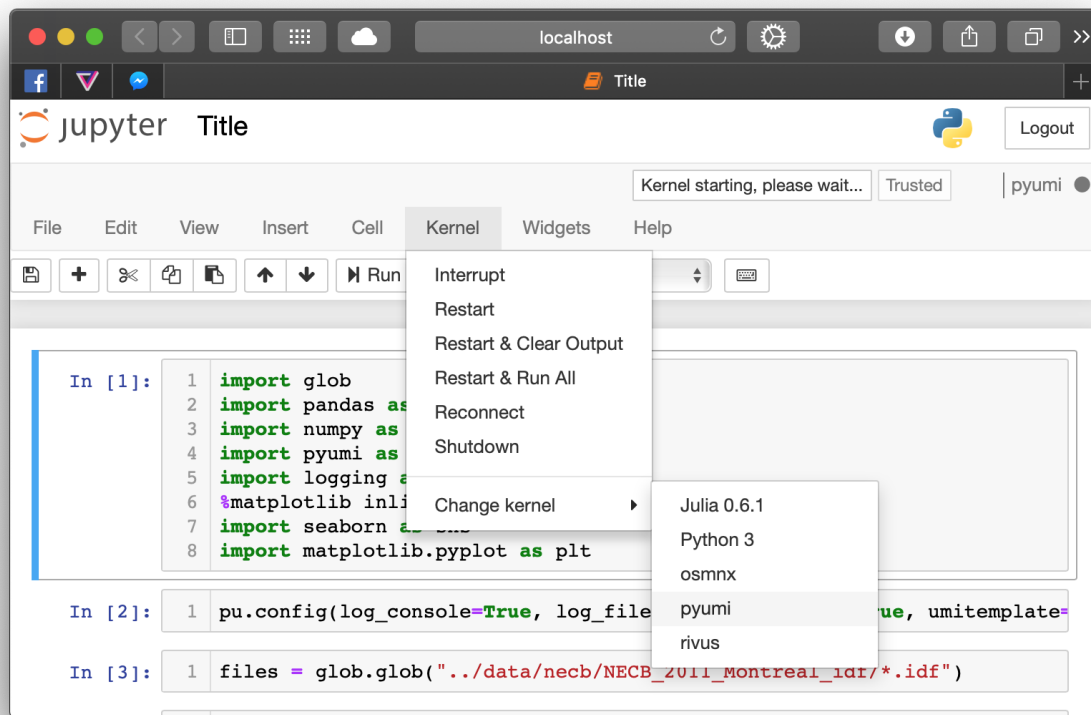 localhost
Title
jupyter Title
Logout
Kernel starting, please wait... Trusted pyumi
File Edit View Insert Cell Kernel Widgets Help
Run
Interrupt
Restart
Restart & Clear Output
Restart & Run All
Reconnect
Shutdown
Change kernel
Julia 0.6.1
Python 3
osmnx
pyumi
rivus
In [1]:
1 import glob
2 import pandas as
3 import numpy as
4 import pyumi as
5 import logging
6 %matplotlib inli
7 import seaborn
8 import matplotlib.pyplot as plt
In [2]: 1 pu.config(log_console=True, log_file ue, umitemplate=
In [3]: 1 files = glob.glob("../data/necb/NECB_2011_Montreal_idf/*.idf")